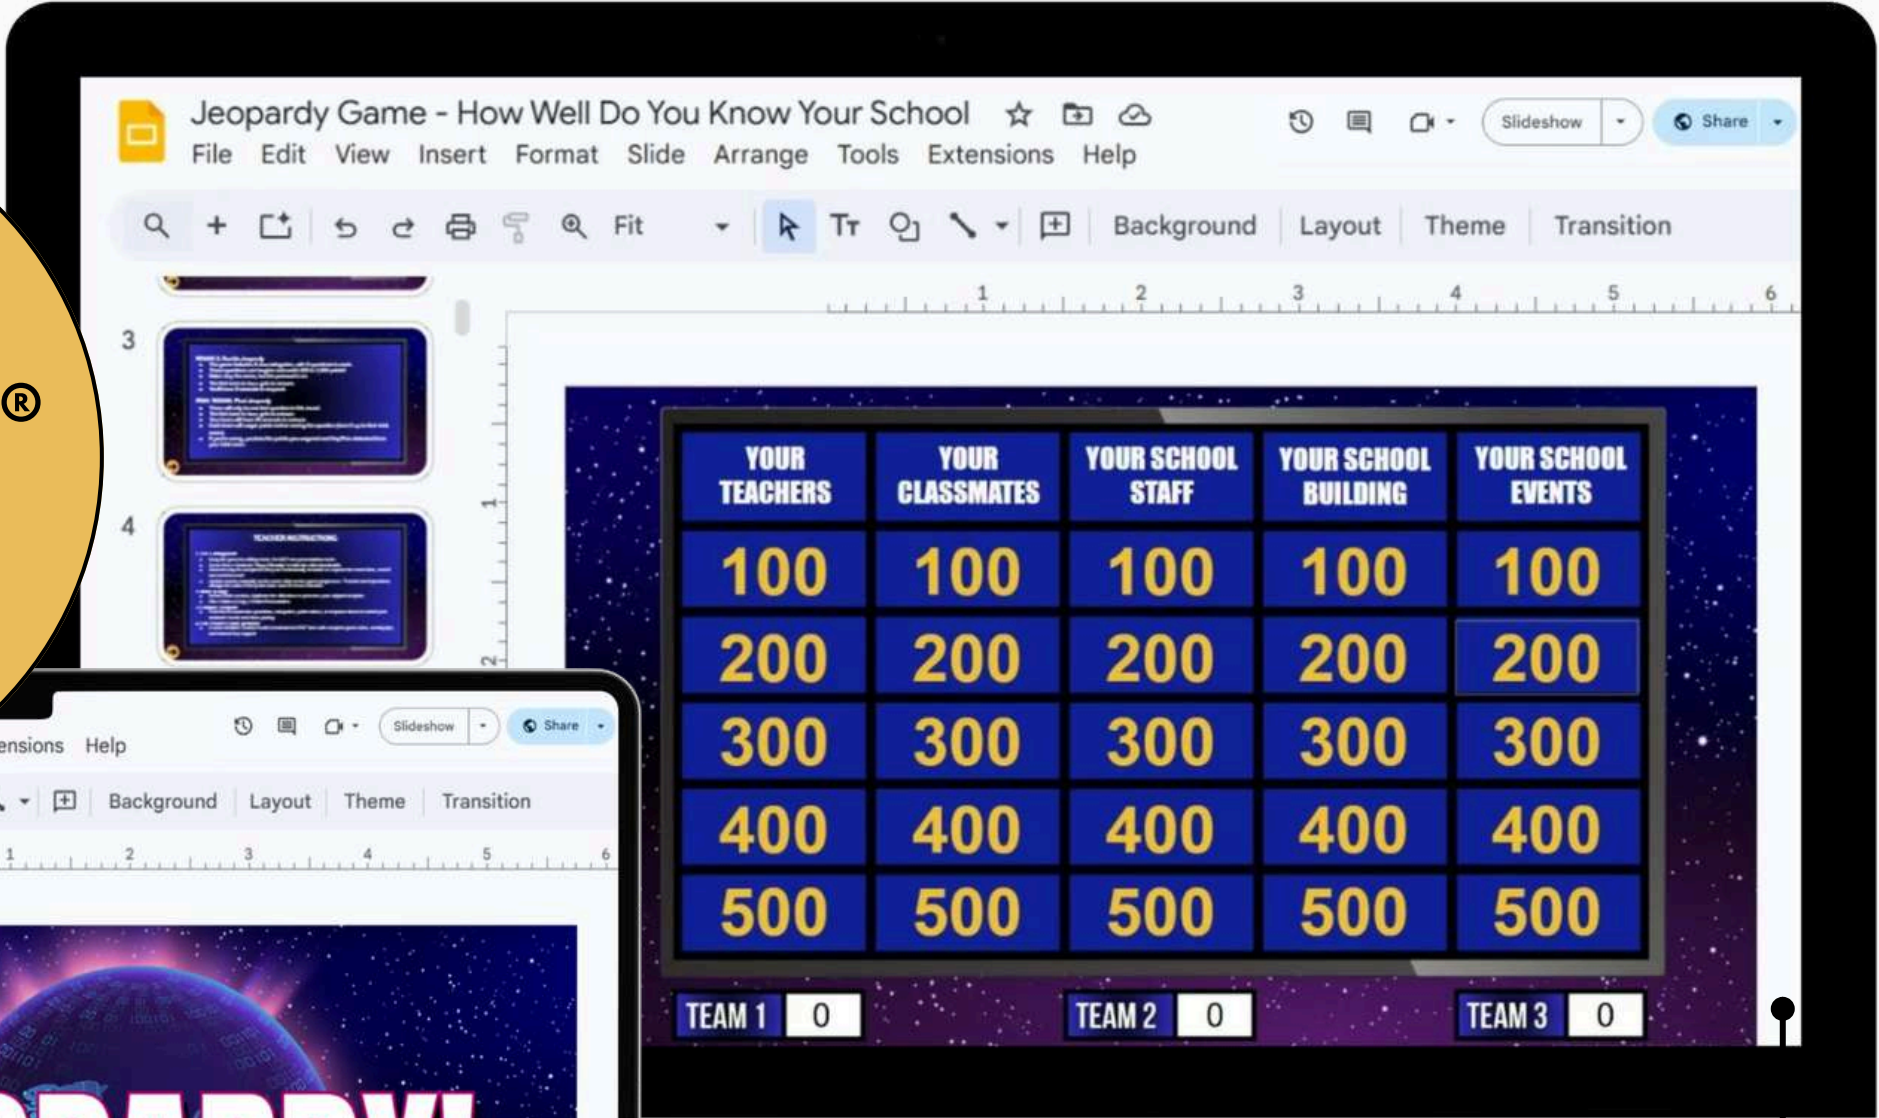 Jeopardy Game - How Well Do You Know Your School
Slideshow
Share
File Edit View Insert Format Slide Arrange Tools Extensions Help
Fit
Background Layout Theme Transition
1 2 3 4 5 6
3
4
TEACHER INSTRUCTIONS
1
2
®
YOUR TEACHERS
YOUR CLASSMATES
YOUR SCHOOL STAFF
YOUR SCHOOL BUILDING
YOUR SCHOOL EVENTS
100 100 100 100 100
200 200 200 200 200
300 300 300 300 300
400 400 400 400 400
500 500 500 500 500
TEAM 1 0 TEAM 2 0 TEAM 3 0
Slideshow
Share
ensions Help
Background Layout Theme Transition
1 2 3 4 5 6
OPARDY!